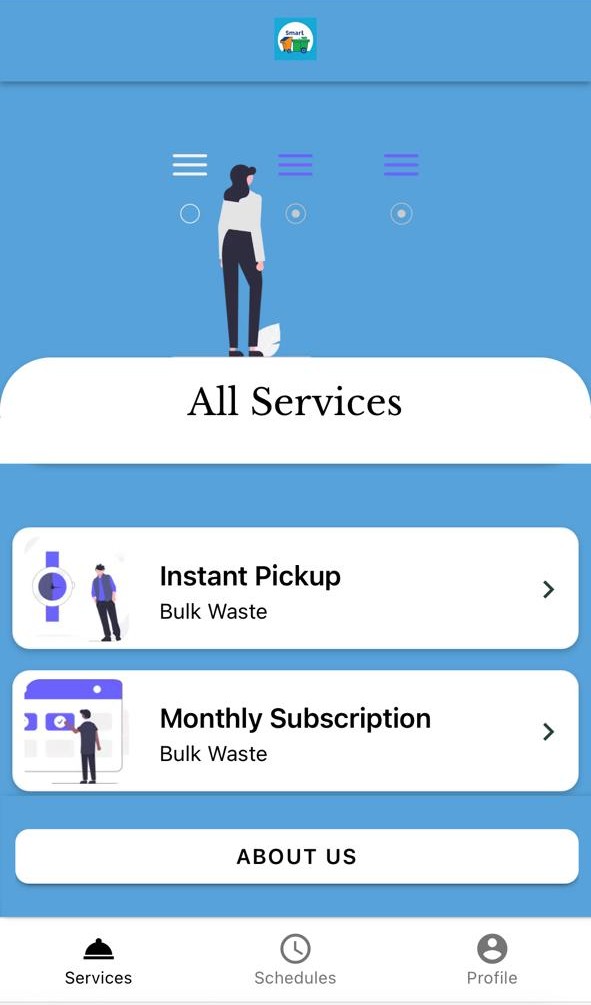 Smart
All Services
Instant Pickup
Bulk Waste
Monthly Subscription
Bulk Waste
ABOUT US
Services
Schedules
Profile